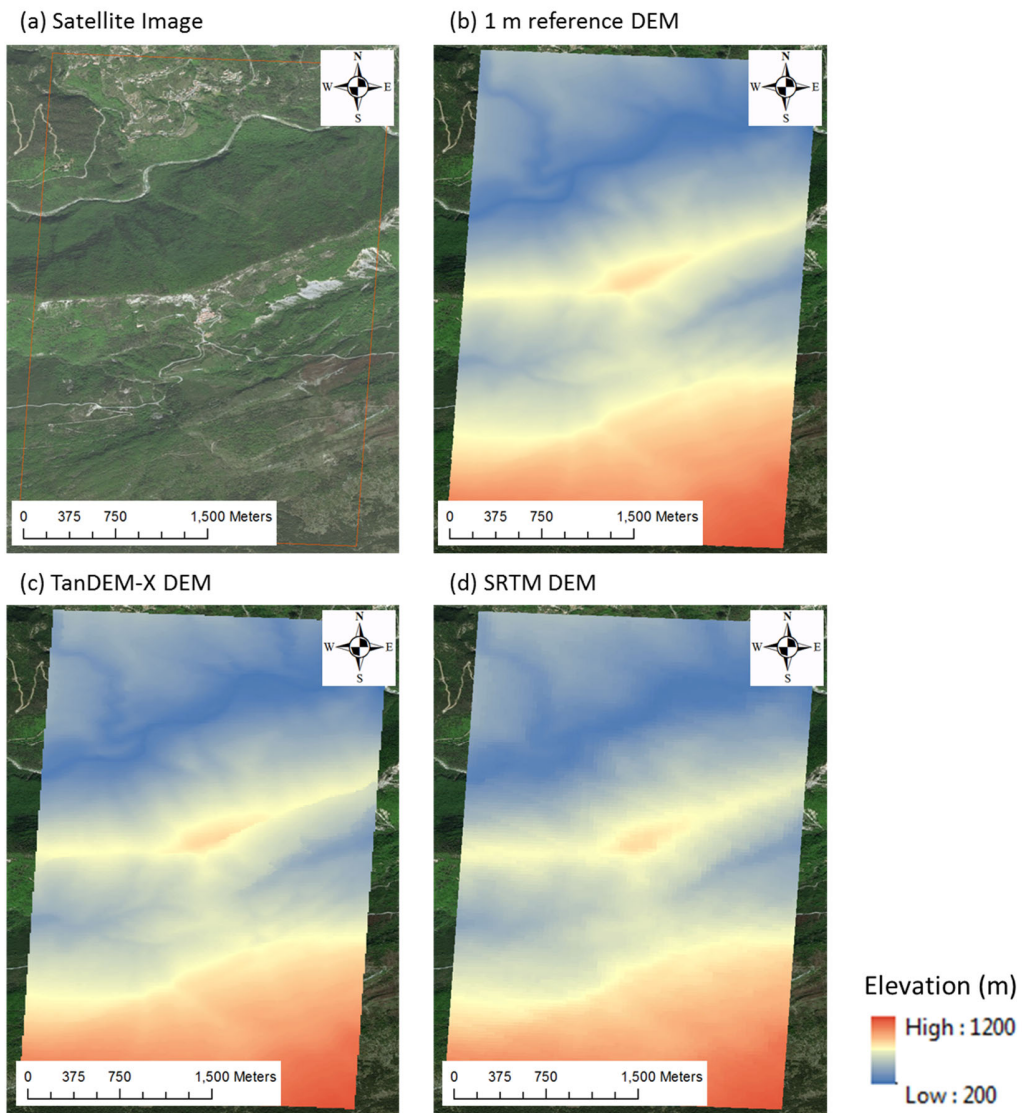 (a) Satellite Image
N
W E
S
0 375 750 1,500 Meters
(b) 1 m reference DEM
N
W E
S
0 375 750 1,500 Meters
(c) TanDEM-X DEM
N
W E
S
0 375 750 1,500 Meters
(d) SRTM DEM
N
W E
S
0 375 750 1,500 Meters
Elevation (m)
High : 1200
Low : 200